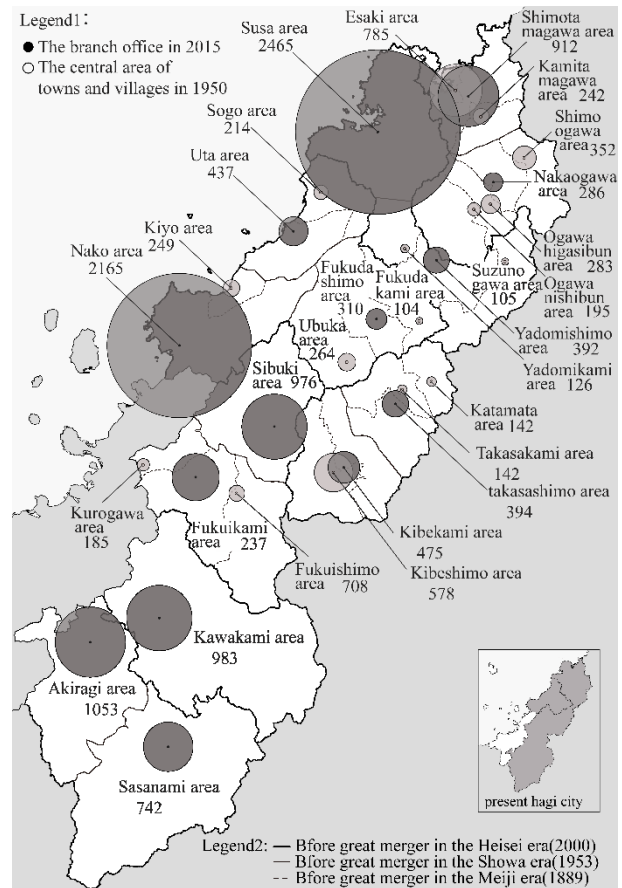 Legend1:
The branch office in 2015
The central area of
towns and villages in 1950
Susa area
2465
Esaki area
785
Shimota
magawa area
912
Kamita
magawa
area 242
Shimo
ogawa
area352
Nakaogawa
area 286
Ogawa
higasibun
area 283
Ogawa
nishibun
area 195
Sogo area
214
Uta area
437
Kiyo area
249
Nako area
2165
Suzuno
gawa area
105
Fukuda
shimo
area
310
Fukuda
kami area
104
Yadomishimo
area 392
Yadomikami
area 126
Ubuka
area
264
Sibuki
area 976
Katamata
area 142
Takasakami area
142
takasashimo area
394
Kurogawa
area
185
Fukuikami
area
237
Fukuishimo
area 708
Kibekami area
475
Kibeshimo area
578
Kawakami area
983
Akiragi area
1053
Sasanami area
742
present hagi city
Legend2: Bfore great merger in the Heisei era(2000)
Bfore great merger in the Showa era(1953)
Bfore great merger in the Meiji era(1889)